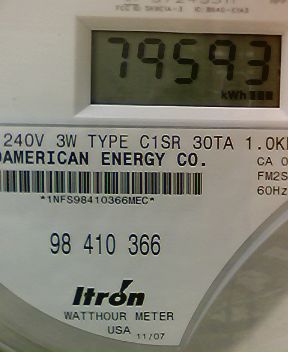 79593
kWh
240V 3W TYPE C1SR 30TA 1.0K
AMERICAN ENERGY CO.
CA 0
FM2S
60Hz
*1NFS98410366MEC*
98 410 366
Itron
WATTHOUR METER
USA 11/07